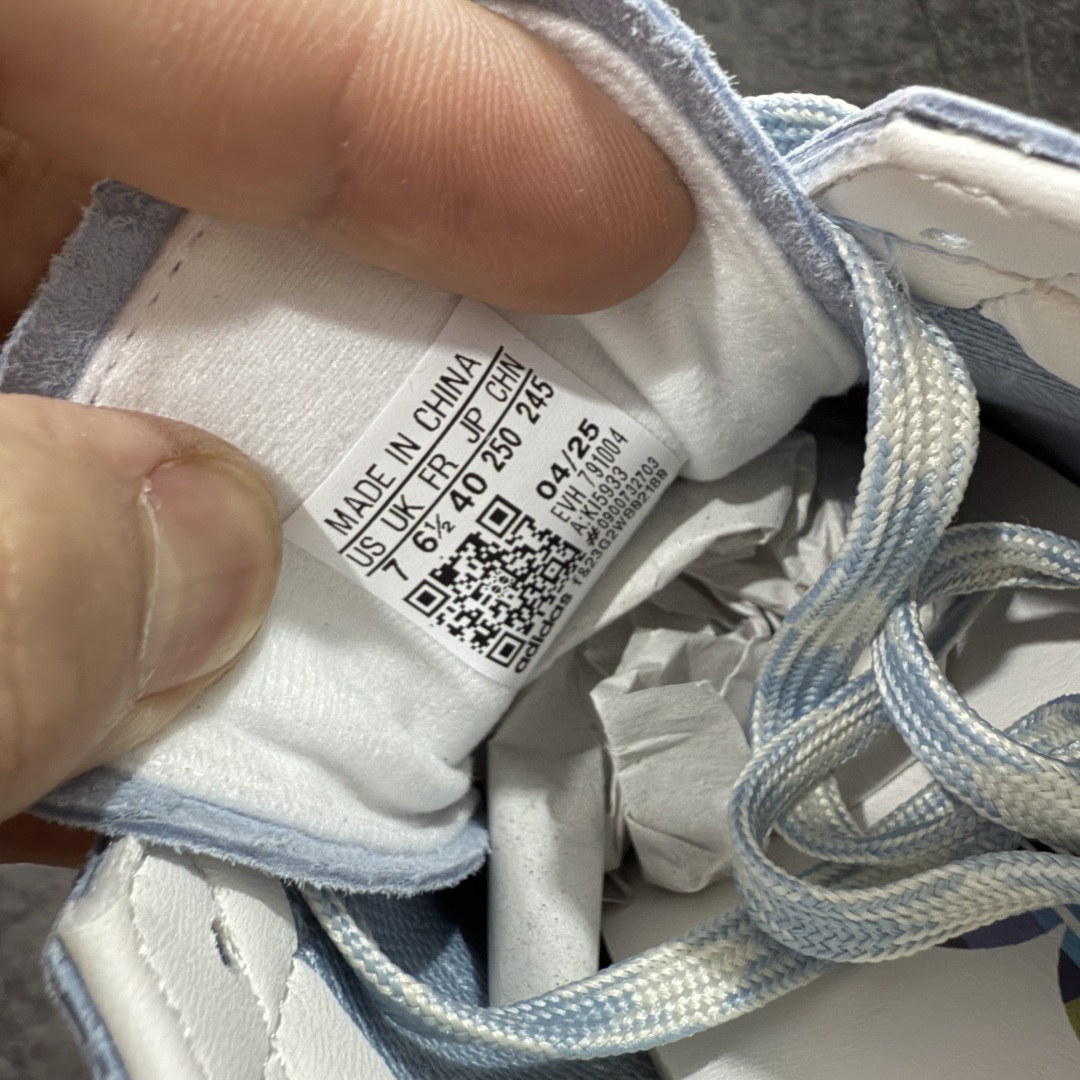 MADE IN CHINA
US UK FR JP CHN
7 6½ 40 250 245
04/25
EVH 791004
A:KI5933
#:0900732703
adidas